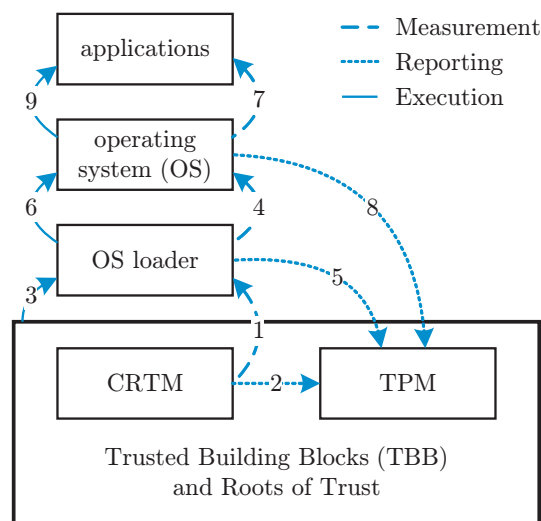 applications
Measurement
Reporting
Execution
9
7
operating
system (OS)
6
4
8
OS loader
3
5
1
CRTM
2
TPM
Trusted Building Blocks (TBB)
and Roots of Trust